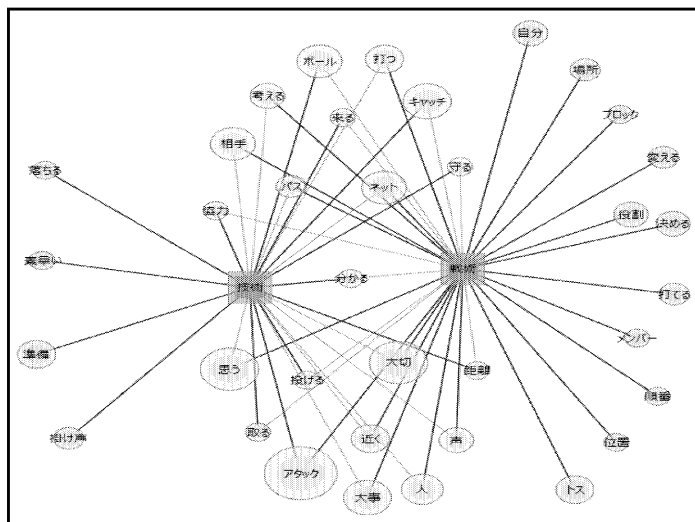 自分
ボール
打つ
場所
考える
キャッチ
来る
ブロック
相手
変える
落ちる
守る
パス
ネット
協力
役割
決める
素早い
技術
分かる
戦術
打てる
準備
メンバー
思う
大切
距離
投げる
順番
掛け声
取る
近く
声
位置
アタック
大事
人
トス